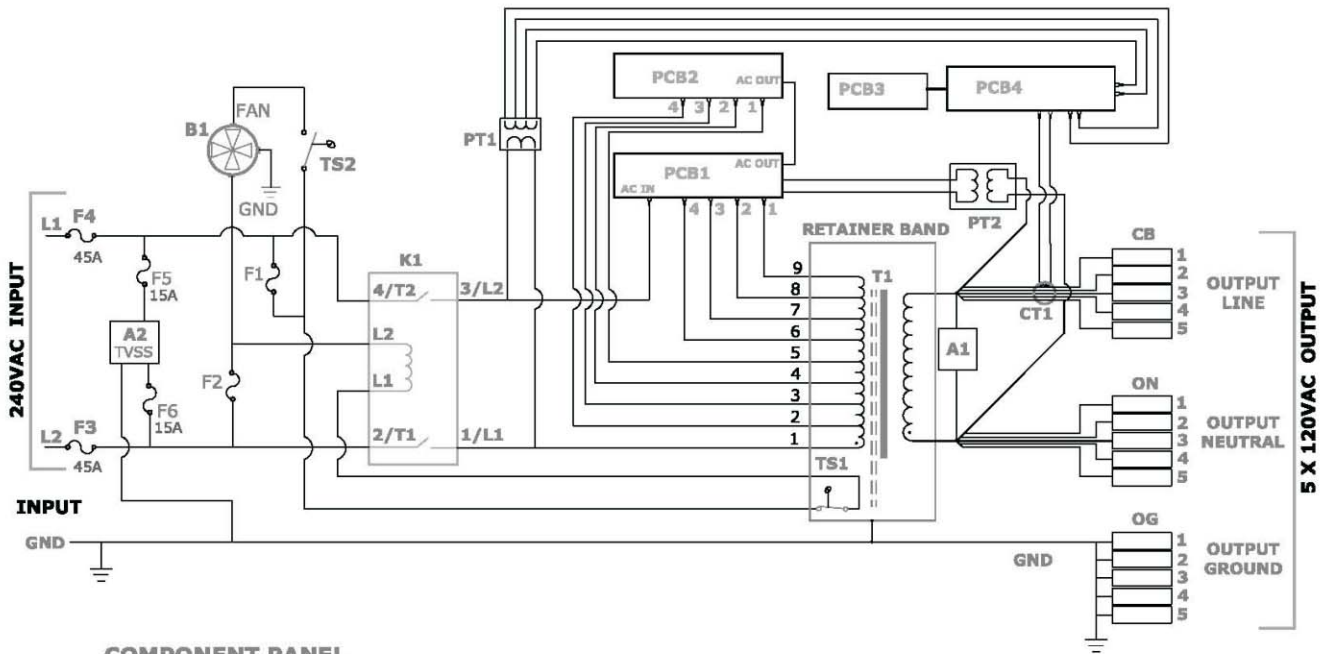 PCB2
AC OUT
4 3 2 1
PCB3
PCB4
FAN
B1
TS2
GND
PT1
PCB1
AC OUT
AC IN
4 3 2 1
PT2
240VAC INPUT
L1
F4
45A
F5
15A
F1
A2
TVSS
F2
F6
15A
L2
F3
45A
K1
4/T2
3/L2
L2
L1
2/T1
1/L1
RETAINER BAND
T1
9
8
7
6
5
4
3
2
1
TS1
A1
CT1
CB
1
2
3
4
5
OUTPUT
LINE
ON
1
2
3
4
5
OUTPUT
NEUTRAL
OG
1
2
3
4
5
OUTPUT
GROUND
5 X 120VAC OUTPUT
INPUT
GND
GND
COMPONENT PANEL